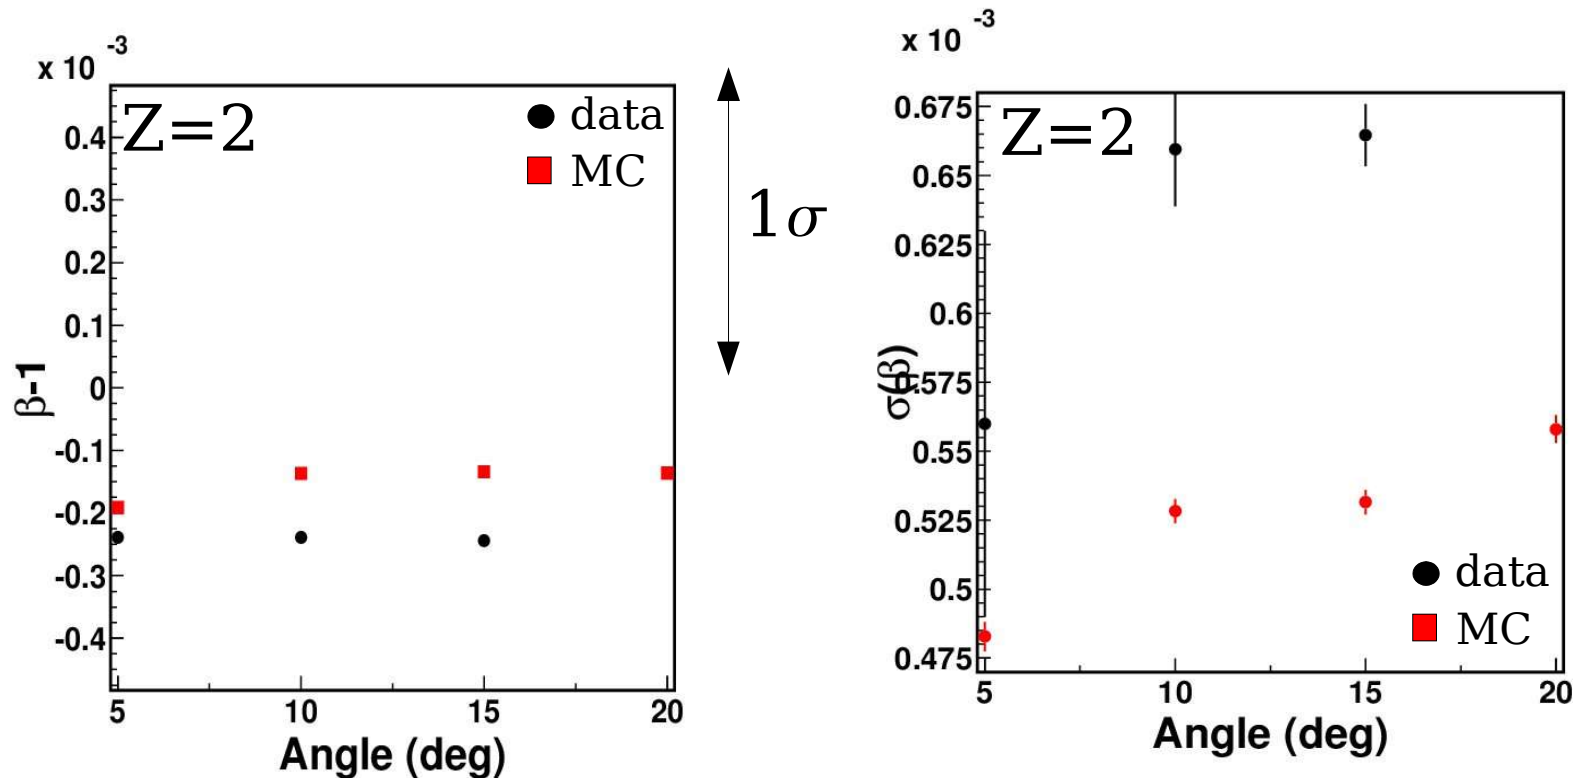 x 10 -3
Z=2
data
MC
0.4
0.3
0.2
0.1
0
-0.1
-0.2
-0.3
-0.4
β-1
5 10 15 20
Angle (deg)
1σ
x 10 -3
Z=2
0.675
0.65
0.625
0.6
0.575
0.55
0.525
0.5
0.475
σ(β)
data
MC
5 10 15 20
Angle (deg)